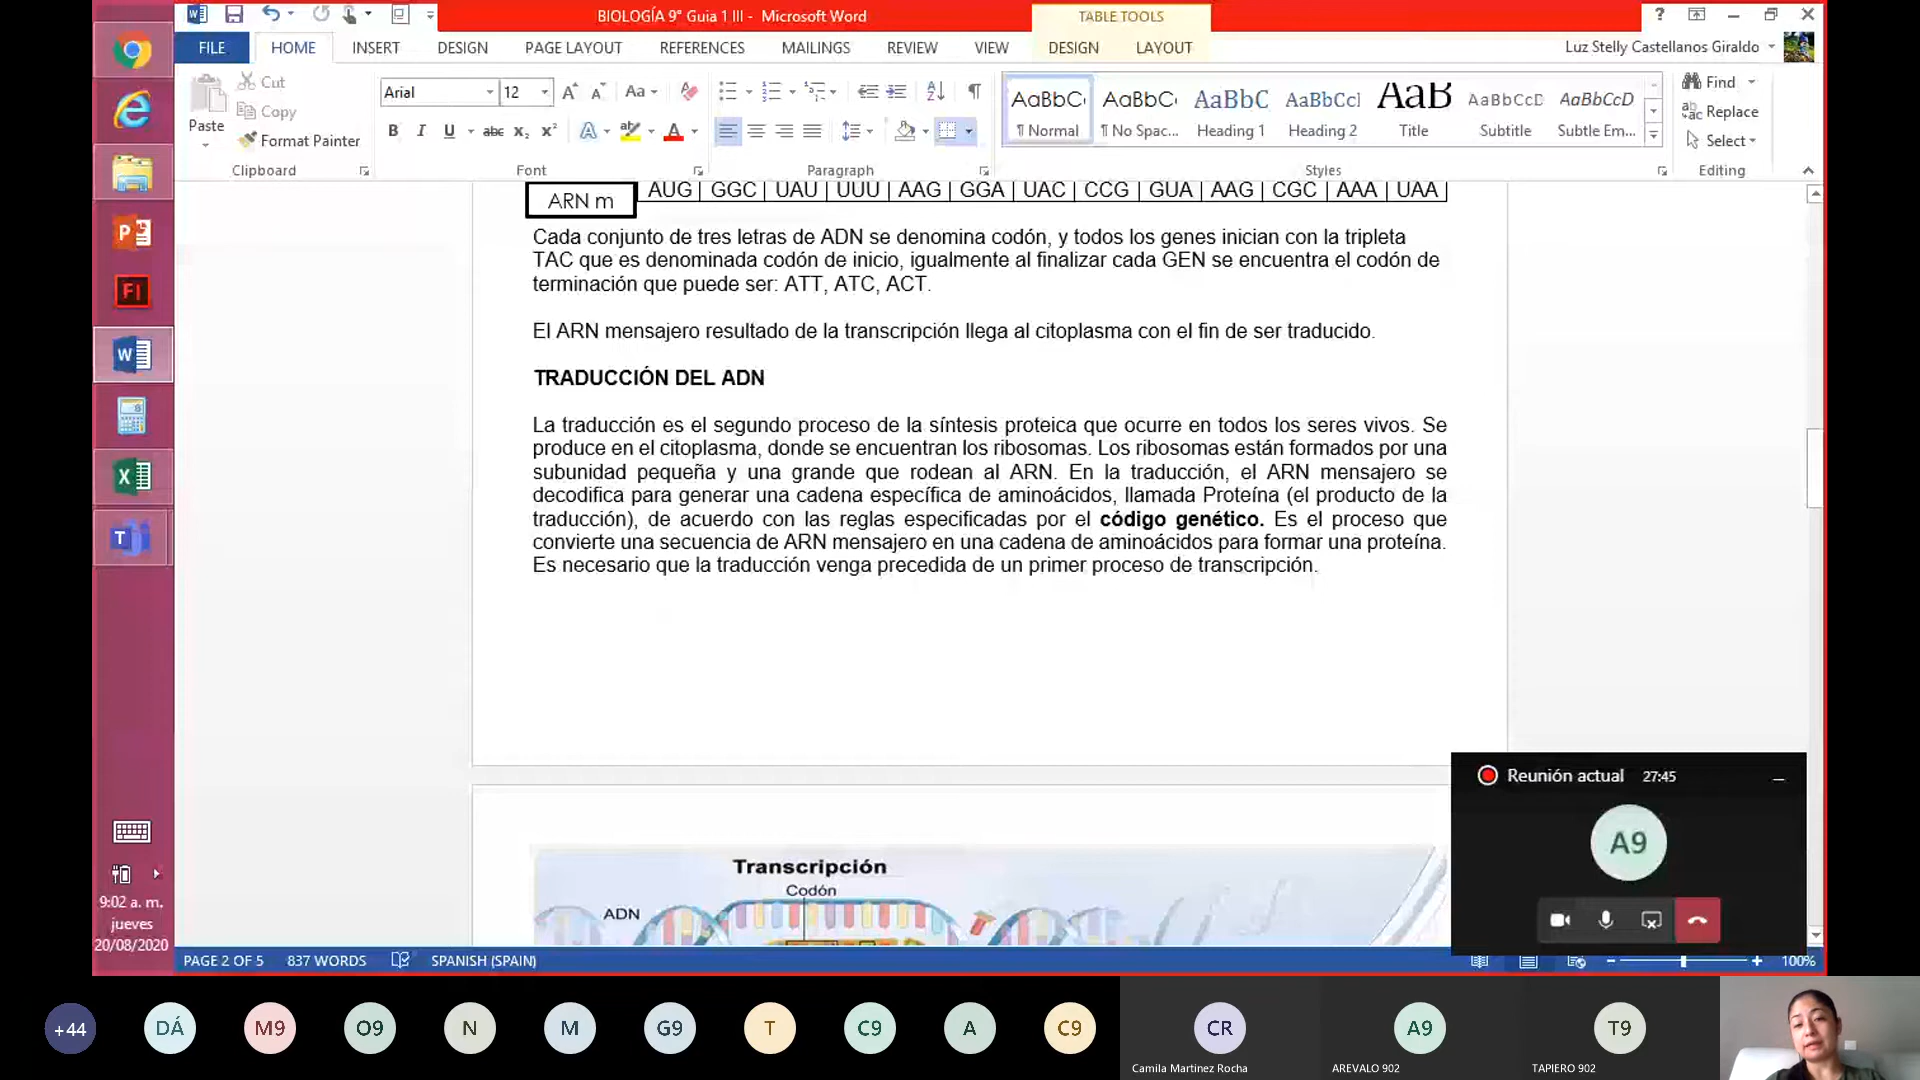 BIOLOGÍA 9° Guia 1 III - Microsoft Word
TABLE TOOLS
FILE HOME INSERT DESIGN PAGE LAYOUT REFERENCES MAILINGS REVIEW VIEW DESIGN LAYOUT
Luz Stelly Castellanos Giraldo
Paste
Cut
Copy
Format Painter
Clipboard
Arial 12
Font
Paragraph
AaBbC AaBbC AaBbC AaBbCcl AaB AaBbCcD AaBbCcD
¶ Normal ¶ No Spac... Heading 1 Heading 2 Title Subtitle Subtle Em...
Styles
Find
Replace
Select
Editing
ARN m AUG GGC UAU UUU AAG GGA UAC CCG GUA AAG CGC AAA UAA
Cada conjunto de tres letras de ADN se denomina codón, y todos los genes inician con la tripleta
TAC que es denominada codón de inicio, igualmente al finalizar cada GEN se encuentra el codón de
terminación que puede ser: ATT, ATC, ACT.
El ARN mensajero resultado de la transcripción llega al citoplasma con el fin de ser traducido.
TRADUCCIÓN DEL ADN
La traducción es el segundo proceso de la síntesis proteica que ocurre en todos los seres vivos. Se
produce en el citoplasma, donde se encuentran los ribosomas. Los ribosomas están formados por una
subunidad pequeña y una grande que rodean al ARN. En la traducción, el ARN mensajero se
decodifica para generar una cadena específica de aminoácidos, llamada Proteína (el producto de la
traducción), de acuerdo con las reglas especificadas por el código genético. Es el proceso que
convierte una secuencia de ARN mensajero en una cadena de aminoácidos para formar una proteína.
Es necesario que la traducción venga precedida de un primer proceso de transcripción.
Transcripción
Codón
ADN
Reunión actual 27:45
A9
9:02 a. m.
jueves
20/08/2020
PAGE 2 OF 5 837 WORDS SPANISH (SPAIN)
100%
+44 DÁ M9 O9 N M G9 T C9 A C9 CR A9 T9
Camila Martinez Rocha AREVALO 902 TAPIERO 902